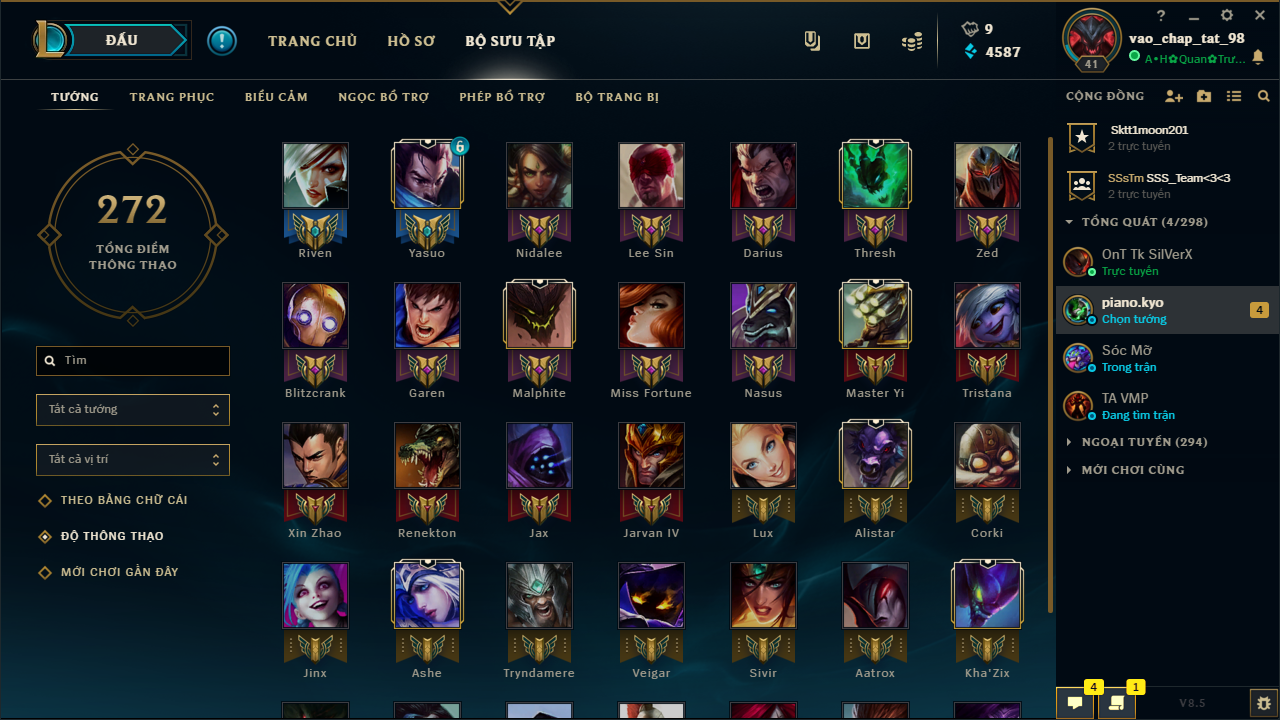 ĐẤU
!
TRANG CHỦ
HỒ SƠ
BỘ SƯU TẬP
9
4587
?
vao_chap_tat_98
41
A•H✿Quan✿Trư...
TƯỚNG
TRANG PHỤC
BIỂU CẢM
NGỌC BỔ TRỢ
PHÉP BỔ TRỢ
BỘ TRANG BỊ
CỘNG ĐỒNG
272
TỔNG ĐIỂM
THÔNG THẠO
Tìm
Tất cả tướng
Tất cả vị trí
THEO BẢNG CHỮ CÁI
ĐỘ THÔNG THẠO
MỚI CHƠI GẦN ĐÂY
6
Riven
Yasuo
Nidalee
Lee Sin
Darius
Thresh
Zed
Blitzcrank
Garen
Malphite
Miss Fortune
Nasus
Master Yi
Tristana
Xin Zhao
Renekton
Jax
Jarvan IV
Lux
Alistar
Corki
Jinx
Ashe
Tryndamere
Veigar
Sivir
Aatrox
Kha'Zix
Sktt1moon201
2 trực tuyến
SSsTm SSS_Team<3<3
2 trực tuyến
TỔNG QUÁT (4/298)
OnT Tk SilVerX
Trực tuyến
piano.kyo
Chọn tướng
4
Sóc Mỡ
Trong trận
TA VMP
Đang tìm trận
NGOẠI TUYẾN (294)
MỚI CHƠI CÙNG
4
1
V8.5